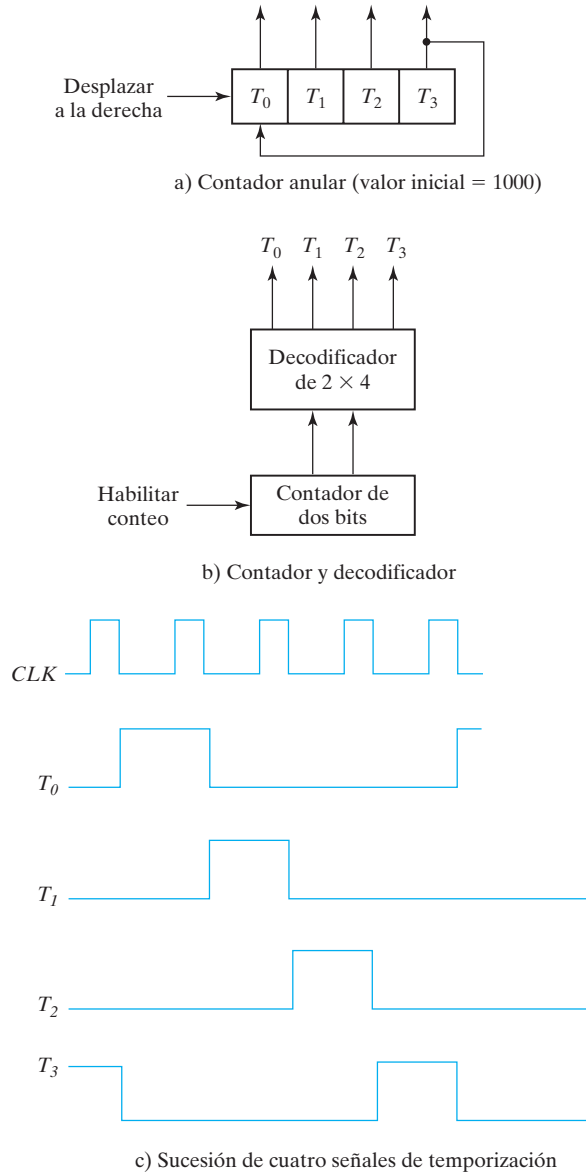 Desplazar
a la derecha
T0 T1 T2 T3
a) Contador anular (valor inicial = 1000)
T0 T1 T2 T3
Decodificador
de 2 × 4
Habilitar
conteo
Contador de
dos bits
b) Contador y decodificador
CLK
T0
T1
T2
T3
c) Sucesión de cuatro señales de temporización